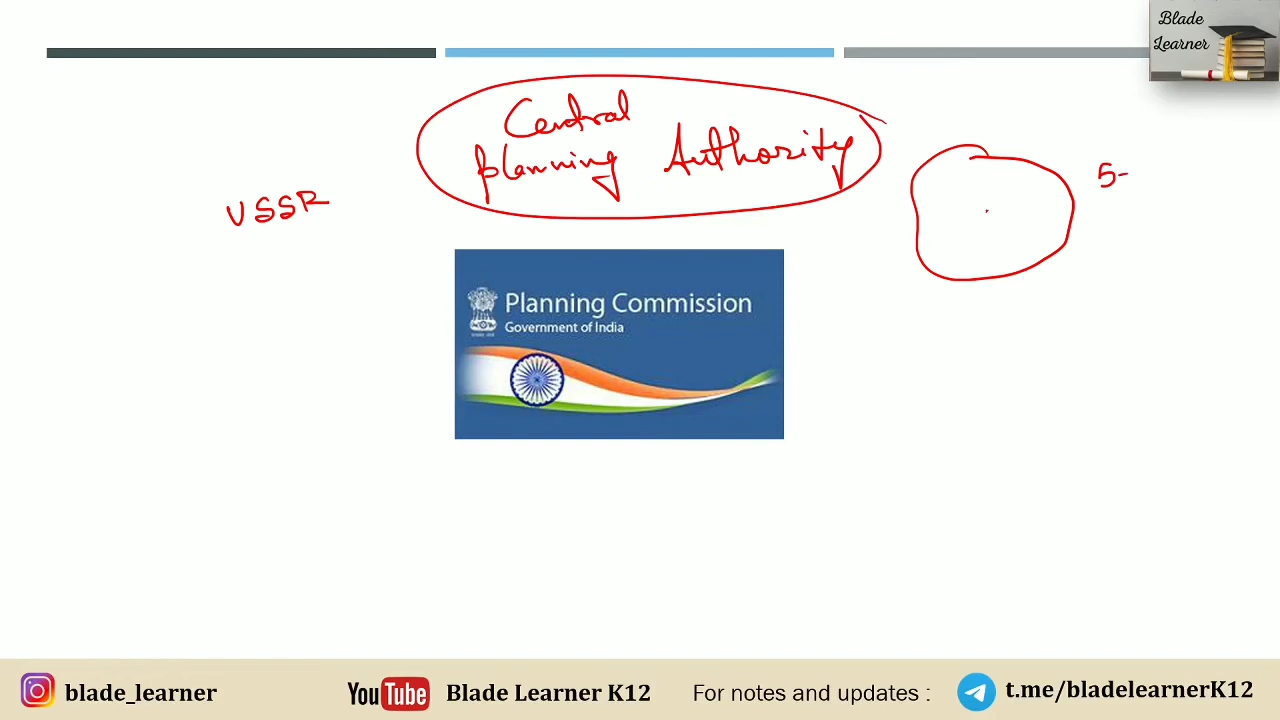 Blade
Learner
Central
Planning Authority
USSR
5-
Planning Commission
Government of India
blade_learner
YouTube
Blade Learner K12
For notes and updates :
t.me/bladelearnerK12